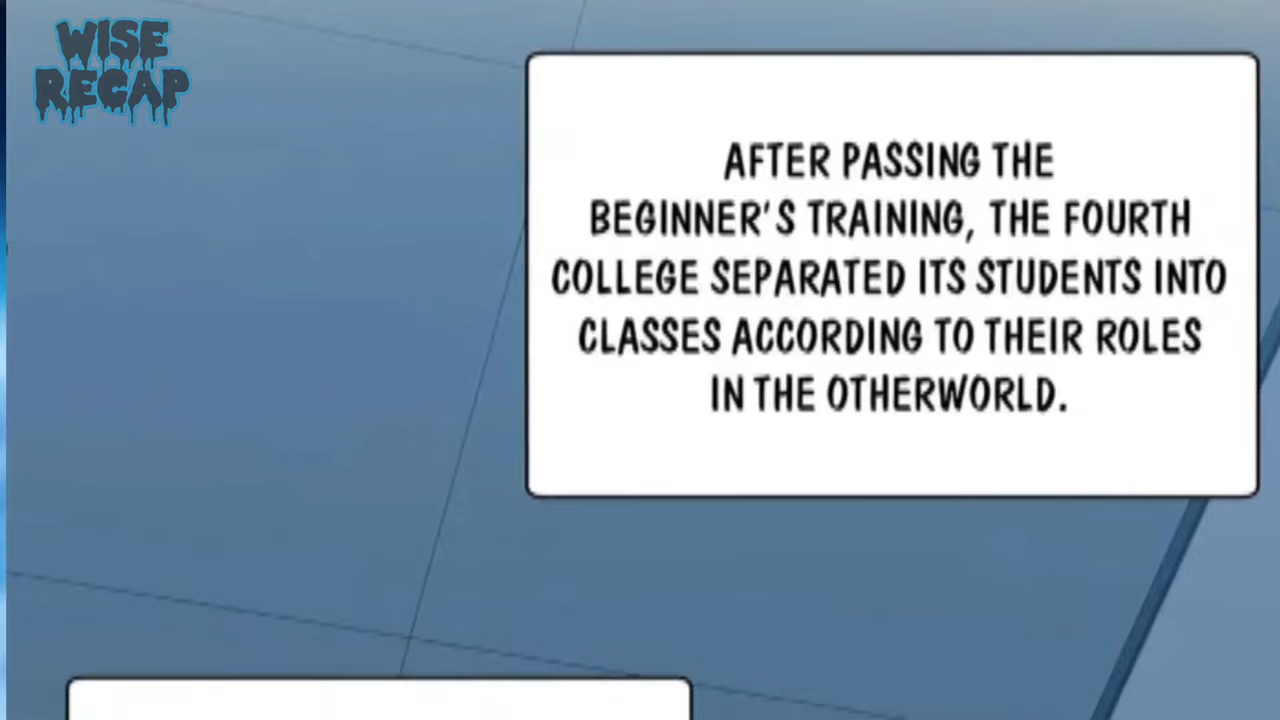 WISE
RECAP
AFTER PASSING THE
BEGINNER'S TRAINING, THE FOURTH
COLLEGE SEPARATED ITS STUDENTS INTO
CLASSES ACCORDING TO THEIR ROLES
IN THE OTHERWORLD.